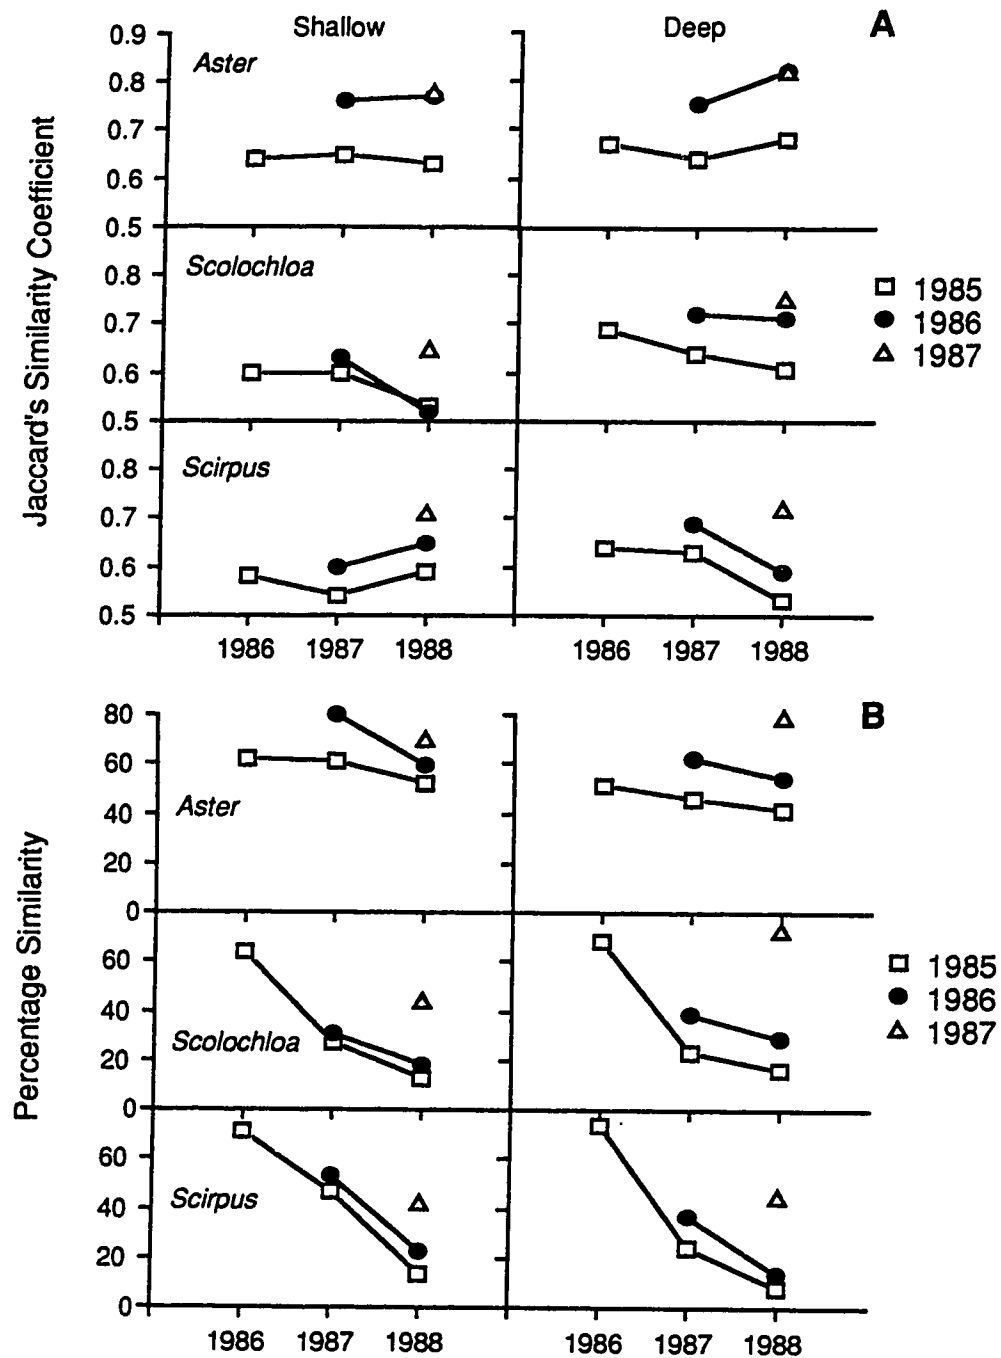 Shallow
Deep
A
Jaccard's Similarity Coefficient
0.9
0.8
0.7
0.6
0.5
Aster
0.8
0.7
0.6
0.5
Scolochloa
0.8
0.7
0.6
0.5
Scirpus
1986 1987 1988
1986 1987 1988
1985
1986
1987
B
Percentage Similarity
80
60
40
20
0
Aster
60
40
20
0
Scolochloa
60
40
20
0
Scirpus
1986 1987 1988
1986 1987 1988
1985
1986
1987